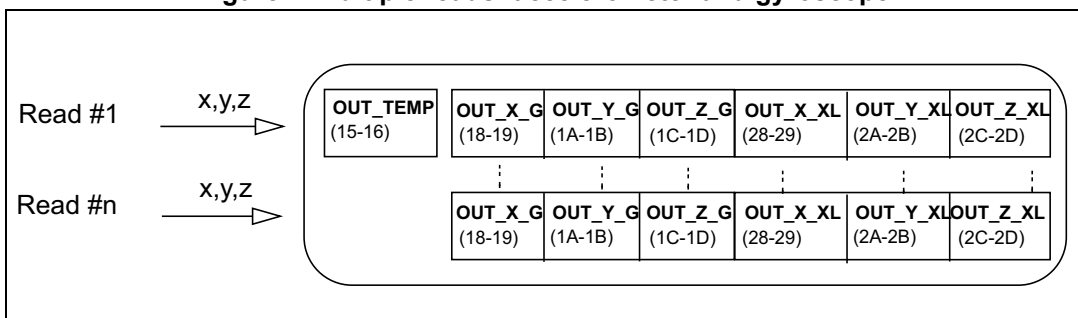 Read #1
x,y,z
OUT_TEMP OUT_X_G OUT_Y_G OUT_Z_G OUT_X_XL OUT_Y_XL OUT_Z_XL
(15-16) (18-19) (1A-1B) (1C-1D) (28-29) (2A-2B) (2C-2D)
Read #n
x,y,z
OUT_X_G OUT_Y_G OUT_Z_G OUT_X_XL OUT_Y_XL OUT_Z_XL
(18-19) (1A-1B) (1C-1D) (28-29) (2A-2B) (2C-2D)